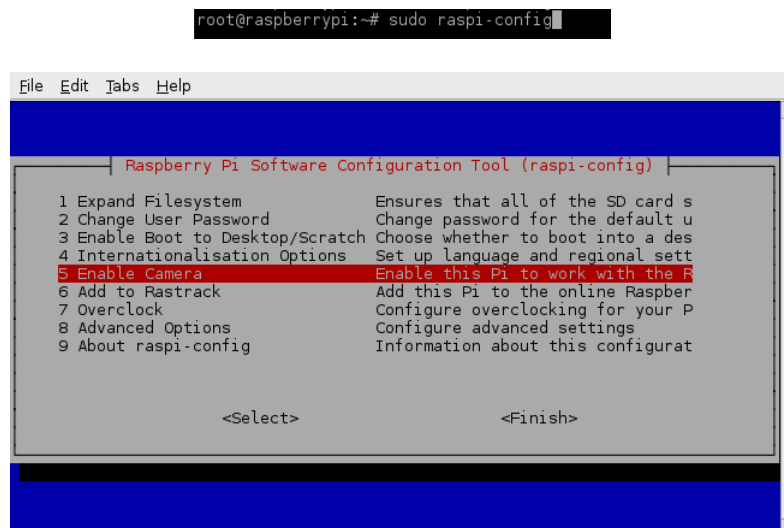 root@raspberrypi:~# sudo raspi-config
File Edit Tabs Help
Raspberry Pi Software Configuration Tool (raspi-config)
1 Expand Filesystem Ensures that all of the SD card s
2 Change User Password Change password for the default u
3 Enable Boot to Desktop/Scratch Choose whether to boot into a des
4 Internationalisation Options Set up language and regional sett
5 Enable Camera Enable this Pi to work with the R
6 Add to Rastrack Add this Pi to the online Raspber
7 Overclock Configure overclocking for your P
8 Advanced Options Configure advanced settings
9 About raspi-config Information about this configurat
<Select> <Finish>